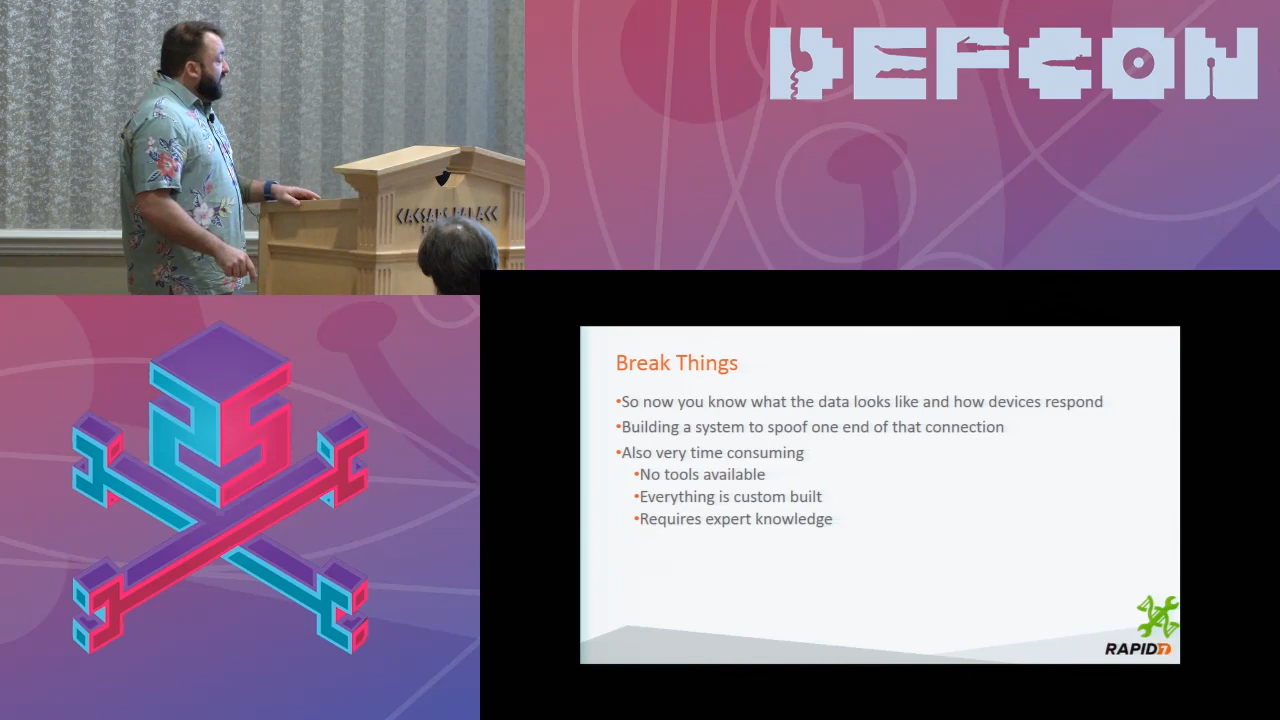 DEFCON
CAESARS PALACE
Break Things
•So now you know what the data looks like and how devices respond
•Building a system to spoof one end of that connection
•Also very time consuming
•No tools available
•Everything is custom built
•Requires expert knowledge
RAPID7